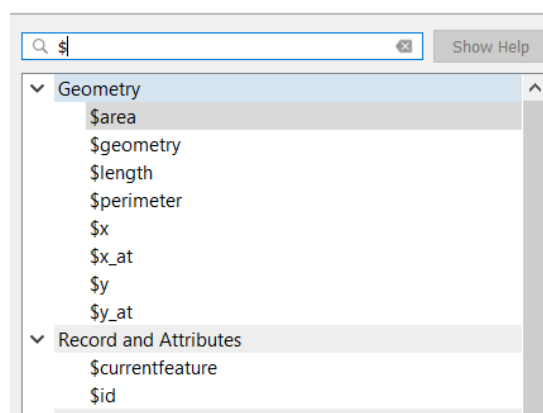 $ Show Help
Geometry
$area
$geometry
$length
$perimeter
$x
$x_at
$y
$y_at
Record and Attributes
$currentfeature
$id